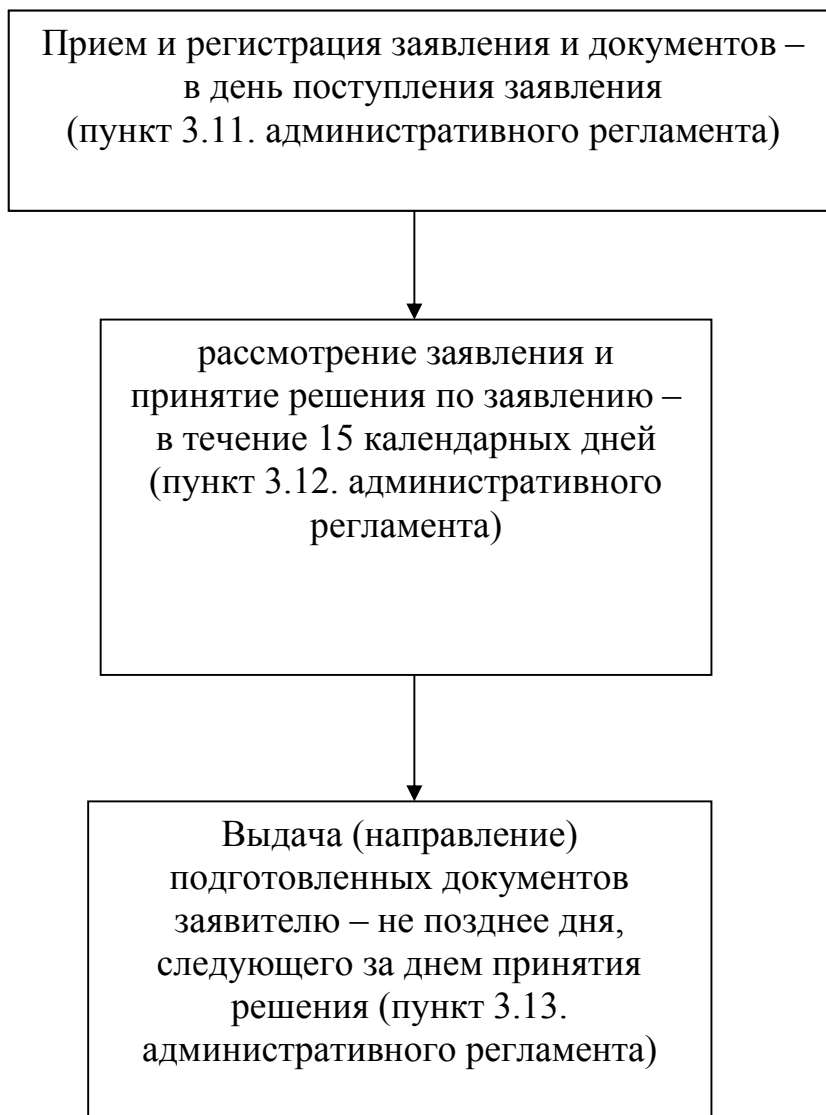 Прием и регистрация заявления и документов –
в день поступления заявления
(пункт 3.11. административного регламента)
рассмотрение заявления и
принятие решения по заявлению –
в течение 15 календарных дней
(пункт 3.12. административного
регламента)
Выдача (направление)
подготовленных документов
заявителю – не позднее дня,
следующего за днем принятия
решения (пункт 3.13.
административного регламента)